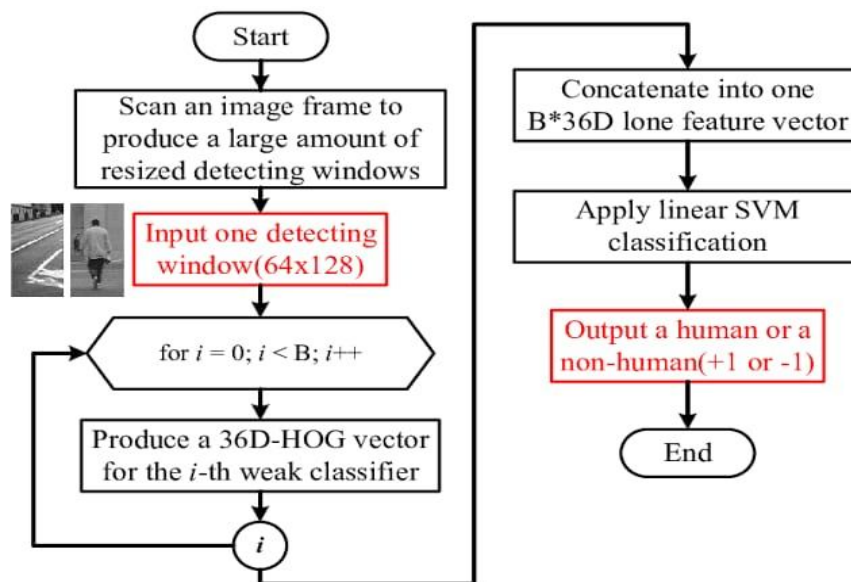 Start
Scan an image frame to
produce a large amount of
resized detecting windows
Input one detecting
window(64x128)
for i = 0; i < B; i++
Produce a 36D-HOG vector
for the i-th weak classifier
i
Concatenate into one
B*36D lone feature vector
Apply linear SVM
classification
Output a human or a
non-human(+1 or -1)
End